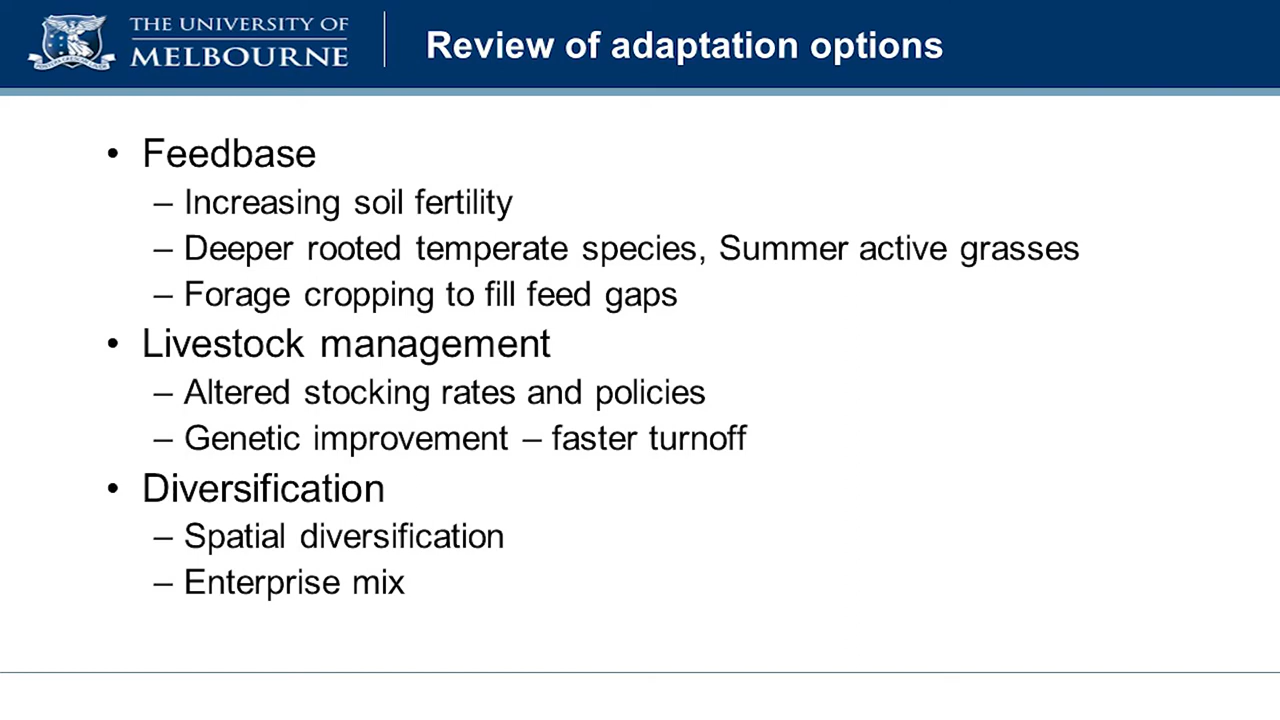 THE UNIVERSITY OF
MELBOURNE
Review of adaptation options
• Feedbase
– Increasing soil fertility
– Deeper rooted temperate species, Summer active grasses
– Forage cropping to fill feed gaps
• Livestock management
– Altered stocking rates and policies
– Genetic improvement – faster turnoff
• Diversification
– Spatial diversification
– Enterprise mix